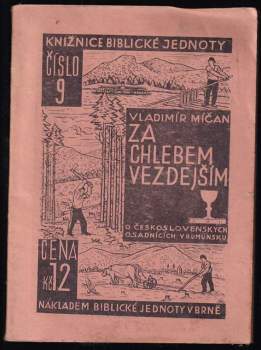 KNIŽNICE BIBLICKÉ JEDNOTY
ČÍSLO
9
VLADIMÍR MÍČAN
ZA
CHLEBEM
VEZDEJŠÍM
O ČESKOSLOVENSKÝCH
OSADNÍCÍCH V RUMUNSKU
CENA
Kč 12
NÁKLADEM BIBLICKÉ JEDNOTY V BRNĚ